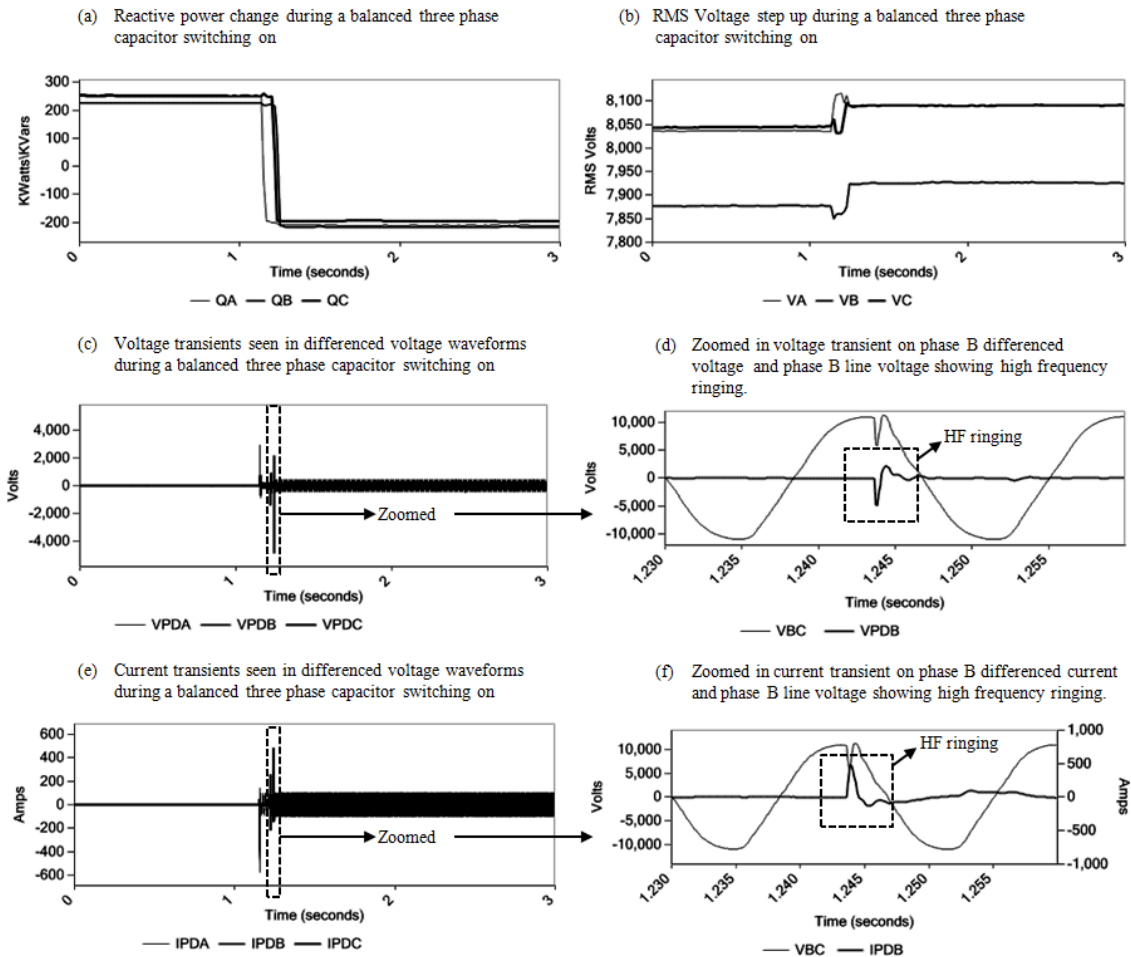 (a) Reactive power change during a balanced three phase
capacitor switching on
300
200
100
0
-100
-200
KWatts\KVars
0
1
2
3
Time (seconds)
QA QB QC
(b) RMS Voltage step up during a balanced three phase
capacitor switching on
8,100
8,050
8,000
7,950
7,900
7,850
7,800
RMS Volts
0
1
2
3
Time (seconds)
VA VB VC
(c) Voltage transients seen in differenced voltage waveforms
during a balanced three phase capacitor switching on
4,000
2,000
0
-2,000
-4,000
Volts
Zoomed
0
1
2
3
Time (seconds)
VPDA VPDB VPDC
(d) Zoomed in voltage transient on phase B differenced
voltage and phase B line voltage showing high frequency
ringing.
10,000
5,000
0
-5,000
-10,000
Volts
HF ringing
1.230
1.235
1.240
1.245
1.250
1.255
Time (seconds)
VBC VPDB
(e) Current transients seen in differenced voltage waveforms
during a balanced three phase capacitor switching on
600
400
200
0
-200
-400
-600
Amps
Zoomed
0
1
2
3
Time (seconds)
IPDA IPDB IPDC
(f) Zoomed in current transient on phase B differenced current
and phase B line voltage showing high frequency ringing.
10,000
5,000
0
-5,000
-10,000
Volts
HF ringing
1,000
500
0
-500
-1,000
Amps
1.230
1.235
1.240
1.245
1.250
1.255
Time (seconds)
VBC IPDB